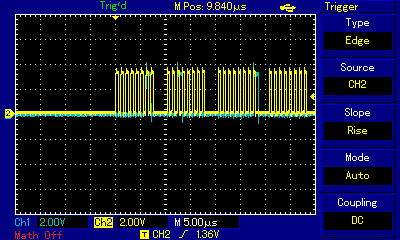 Trig'd M Pos: 9.840µs Trigger
Type
Edge
Source
CH2
Slope
Rise
Mode
Auto
Coupling
DC
2
Ch1 2.00V Ch2 2.00V M 5.00µs
Math Off T CH2 1.36V